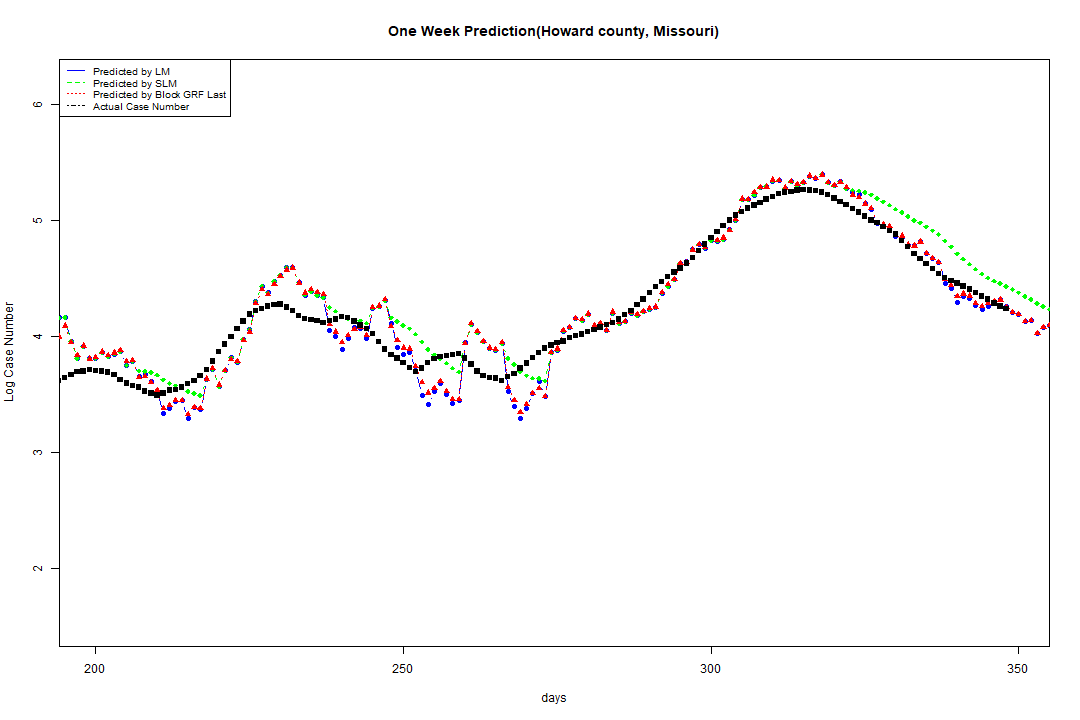 One Week Prediction(Howard county, Missouri)
Predicted by LM
Predicted by SLM
Predicted by Block GRF Last
Actual Case Number
Log Case Number
6
5
4
3
2
200 250 300 350
days